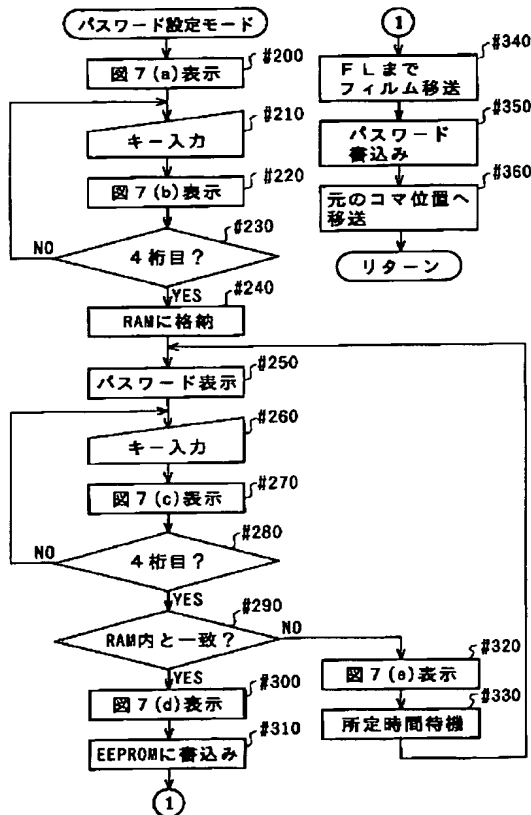 パスワード設定モード
#200
図7(a)表示
#210
キー入力
#220
図7(b)表示
#230
4桁目?
NO
YES
#240
RAMに格納
#250
パスワード表示
#260
キー入力
#270
図7(c)表示
#280
4桁目?
NO
YES
#290
RAM内と一致?
NO
YES
#300
図7(d)表示
#310
EEPROMに書込み
1
#320
図7(e)表示
#330
所定時間待機
1
#340
FLまで
フィルム移送
#350
パスワード
書込み
#360
元のコマ位置へ
移送
リターン